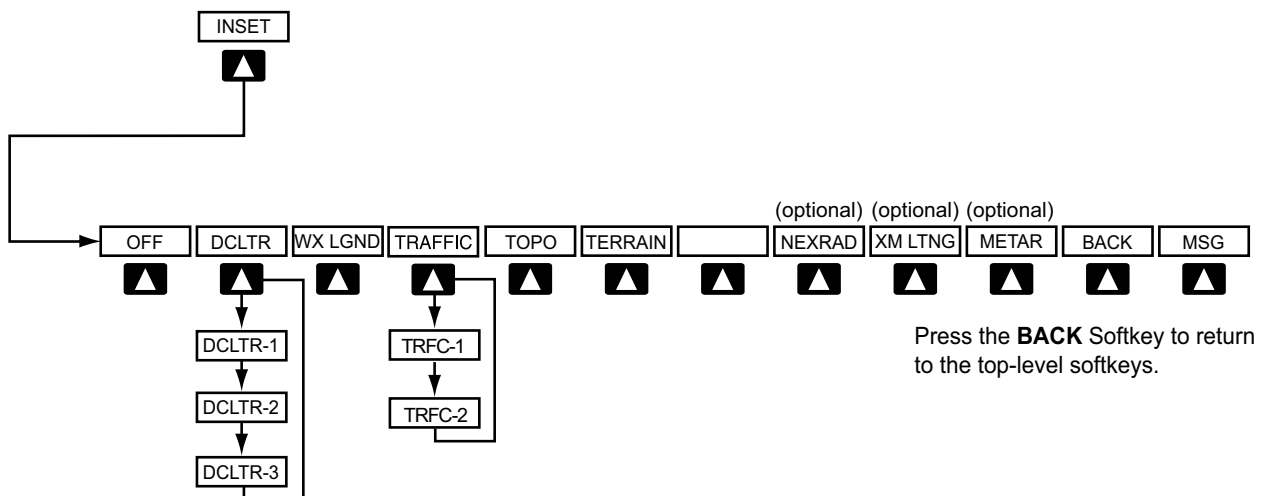 INSET
(optional) (optional) (optional)
OFF DCLTR WX LGND TRAFFIC TOPO TERRAIN NEXRAD XM LTNG METAR BACK MSG
Press the BACK Softkey to return
to the top-level softkeys.
DCLTR-1 TRFC-1
DCLTR-2 TRFC-2
DCLTR-3